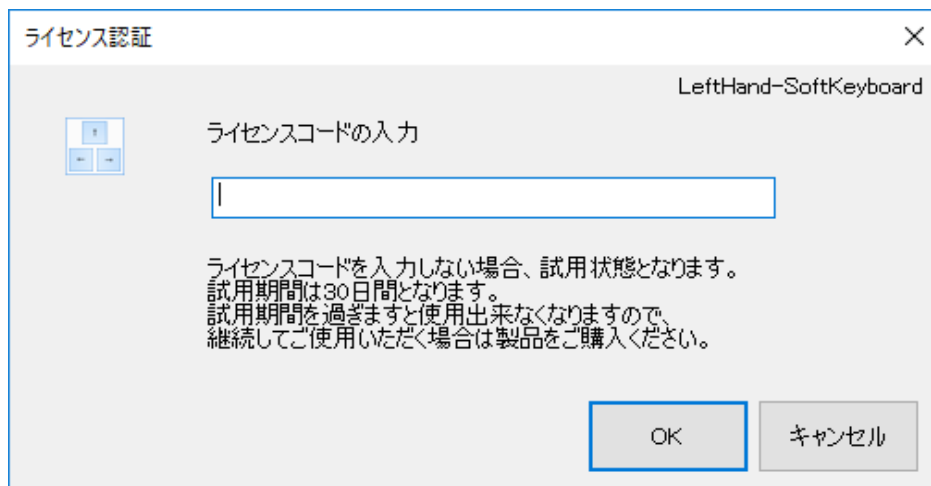 ライセンス認証
LeftHand-SoftKeyboard
ライセンスコードの入力
ライセンスコードを入力しない場合、試用状態となります。
試用期間は30日間となります。
試用期間を過ぎますと使用出来なくなりますので、
継続してご使用いただく場合は製品をご購入ください。
OK
キャンセル